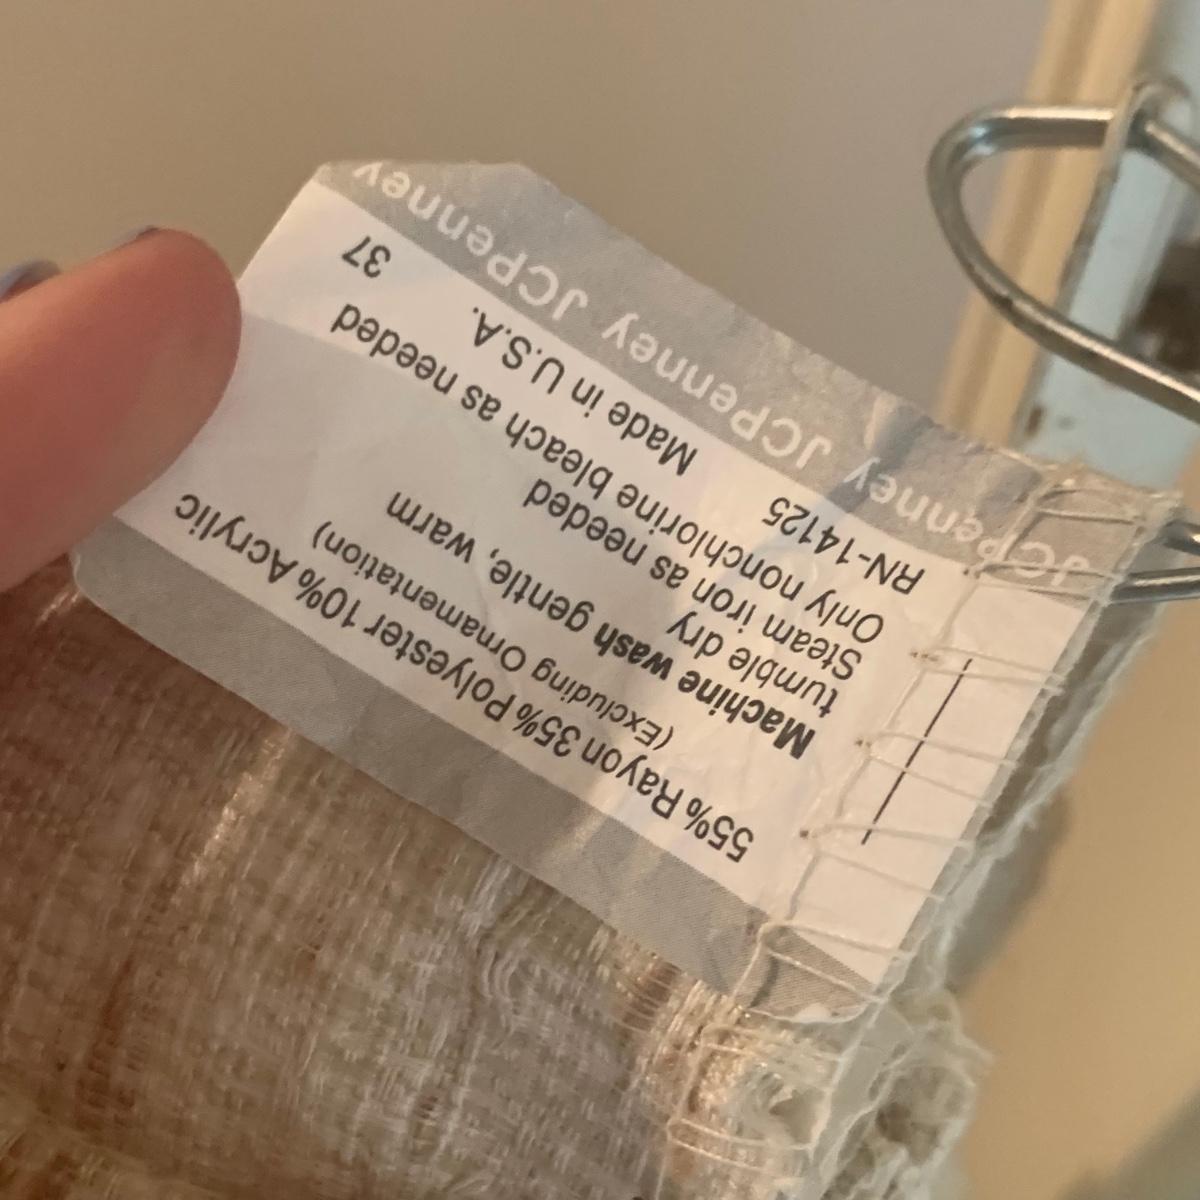 55% Rayon 35% Polyester 10% Acrylic
(Excluding Ornamentation)
Machine wash gentle, warm
tumble dry
Steam iron as needed
Only nonchlorine bleach as needed
RN-14125 Made in U.S.A. 37
JCPenney JCPenney JCPenney